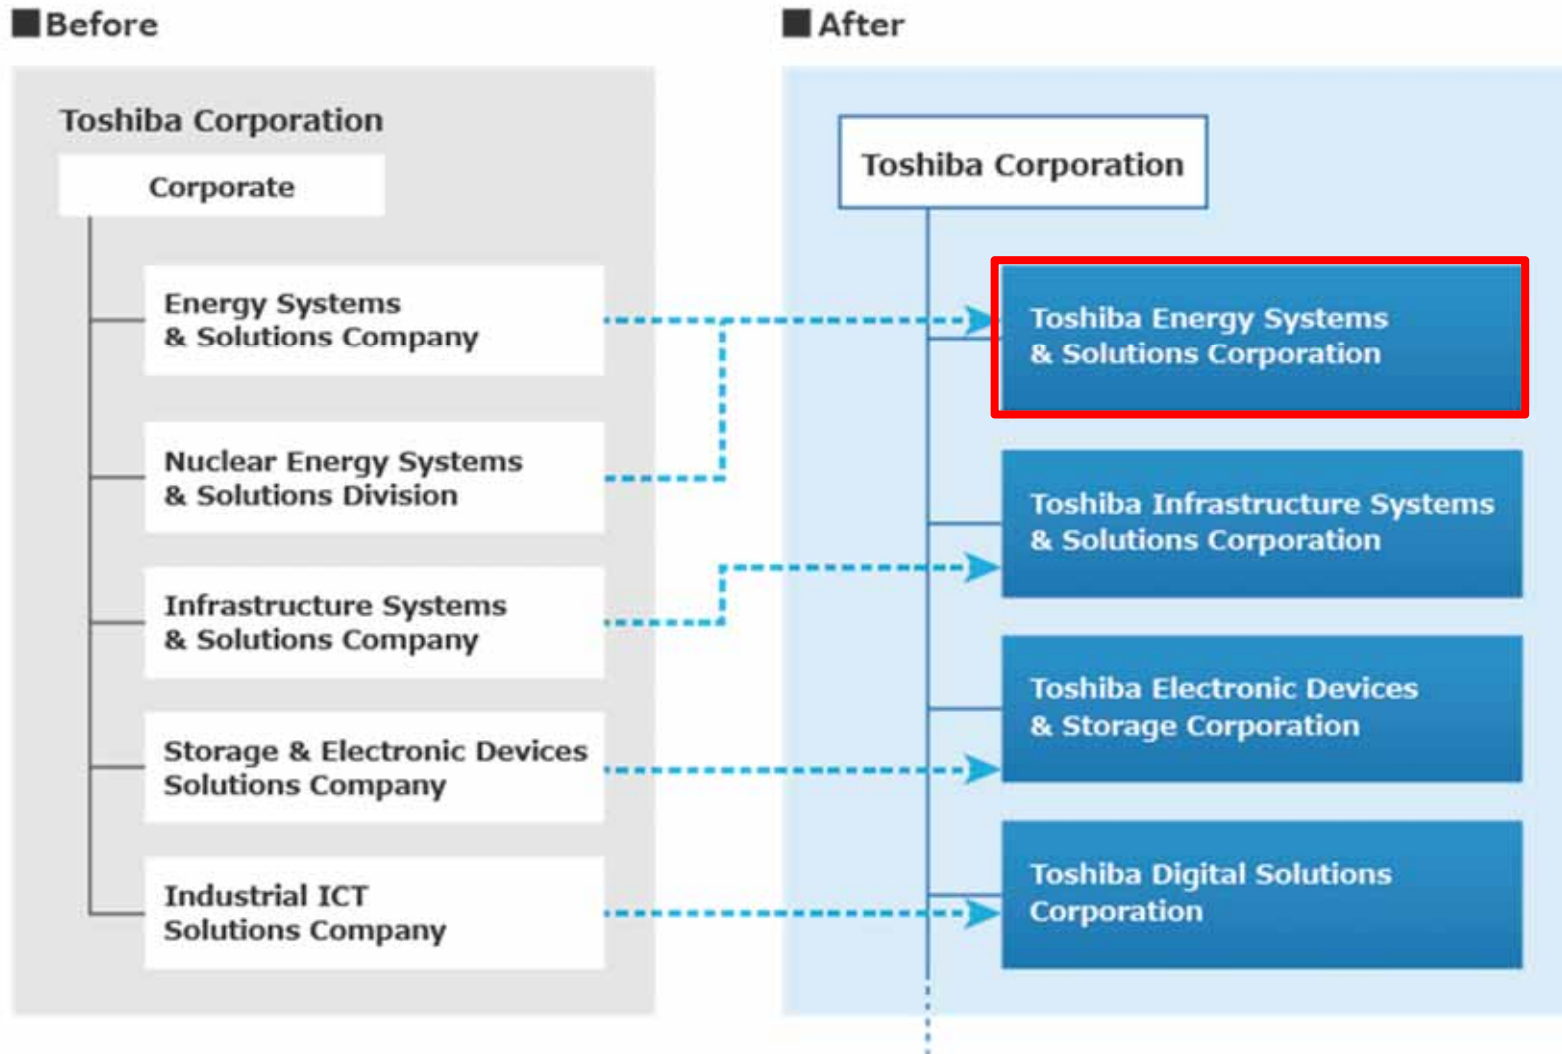 ■Before
Toshiba Corporation
Corporate
Energy Systems
& Solutions Company
Nuclear Energy Systems
& Solutions Division
Infrastructure Systems
& Solutions Company
Storage & Electronic Devices
Solutions Company
Industrial ICT
Solutions Company
■After
Toshiba Corporation
Toshiba Energy Systems
& Solutions Corporation
Toshiba Infrastructure Systems
& Solutions Corporation
Toshiba Electronic Devices
& Storage Corporation
Toshiba Digital Solutions
Corporation